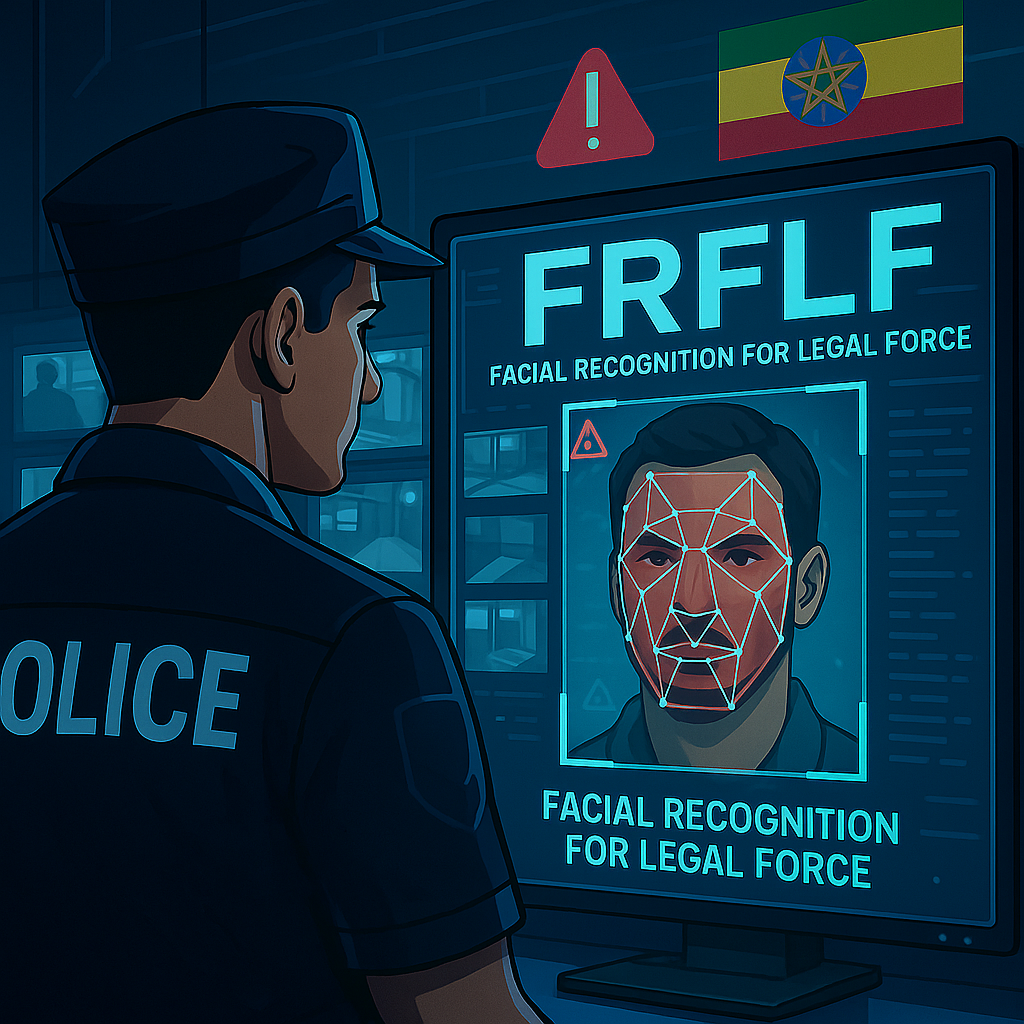 FRFLF
FACIAL RECOGNITION FOR LEGAL FORCE
OLICE
FACIAL RECOGNITION
FOR LEGAL FORCE